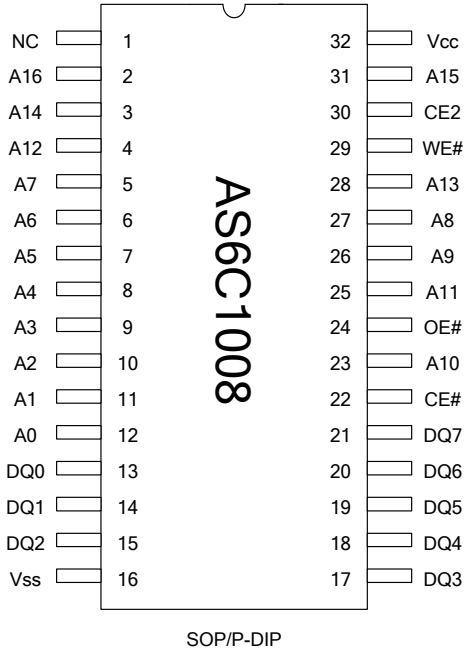 NC 1 32 Vcc
A16 2 31 A15
A14 3 30 CE2
A12 4 29 WE#
A7 5 28 A13
A6 6 27 A8
A5 7 26 A9
A4 8 25 A11
A3 9 24 OE#
A2 10 23 A10
A1 11 22 CE#
A0 12 21 DQ7
DQ0 13 20 DQ6
DQ1 14 19 DQ5
DQ2 15 18 DQ4
Vss 16 17 DQ3
AS6C1008
SOP/P-DIP